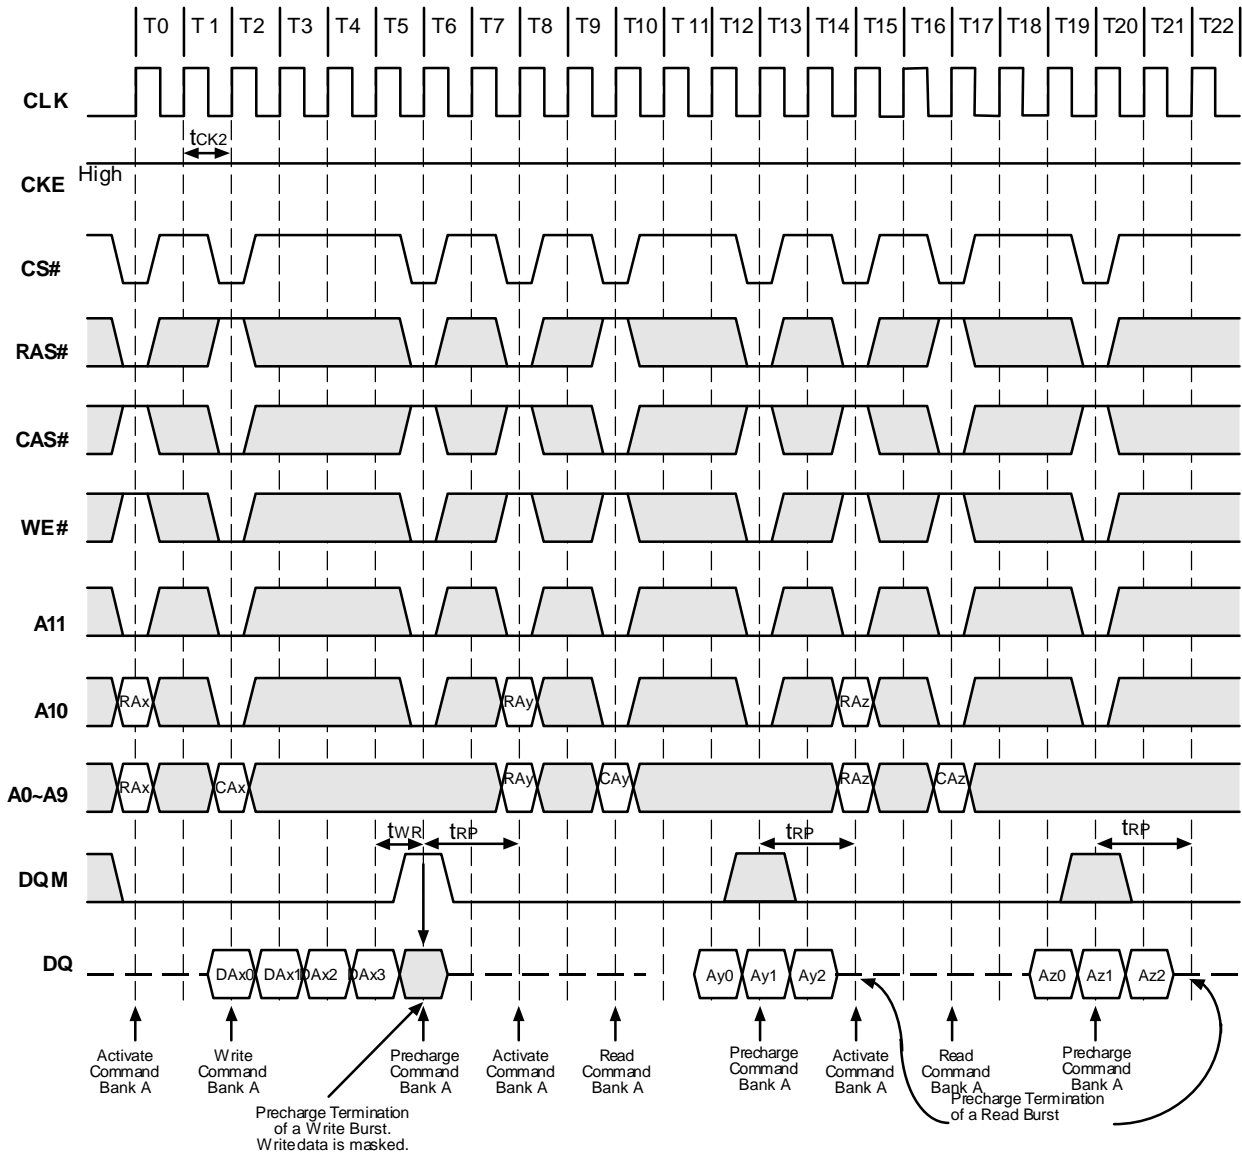 T0 T1 T2 T3 T4 T5 T6 T7 T8 T9 T10 T11 T12 T13 T14 T15 T16 T17 T18 T19 T20 T21 T22
CLK
tCK2
High
CKE
CS#
RAS#
CAS#
WE#
A11
A10 RAx RAy RAz
A0~A9 RAx CAx RAy CAy RAz CAz
tWR tRP tRP tRP
DQM
DQ DAx0 DAx1 DAx2 DAx3 Ay0 Ay1 Ay2 Az0 Az1 Az2
Activate
Command
Bank A
Write
Command
Bank A
Precharge
Command
Bank A
Activate
Command
Bank A
Read
Command
Bank A
Precharge
Command
Bank A
Activate
Command
Bank A
Read
Command
Bank A
Precharge
Command
Bank A
Precharge Termination
of a Write Burst.
Write data is masked.
Precharge Termination
of a Read Burst